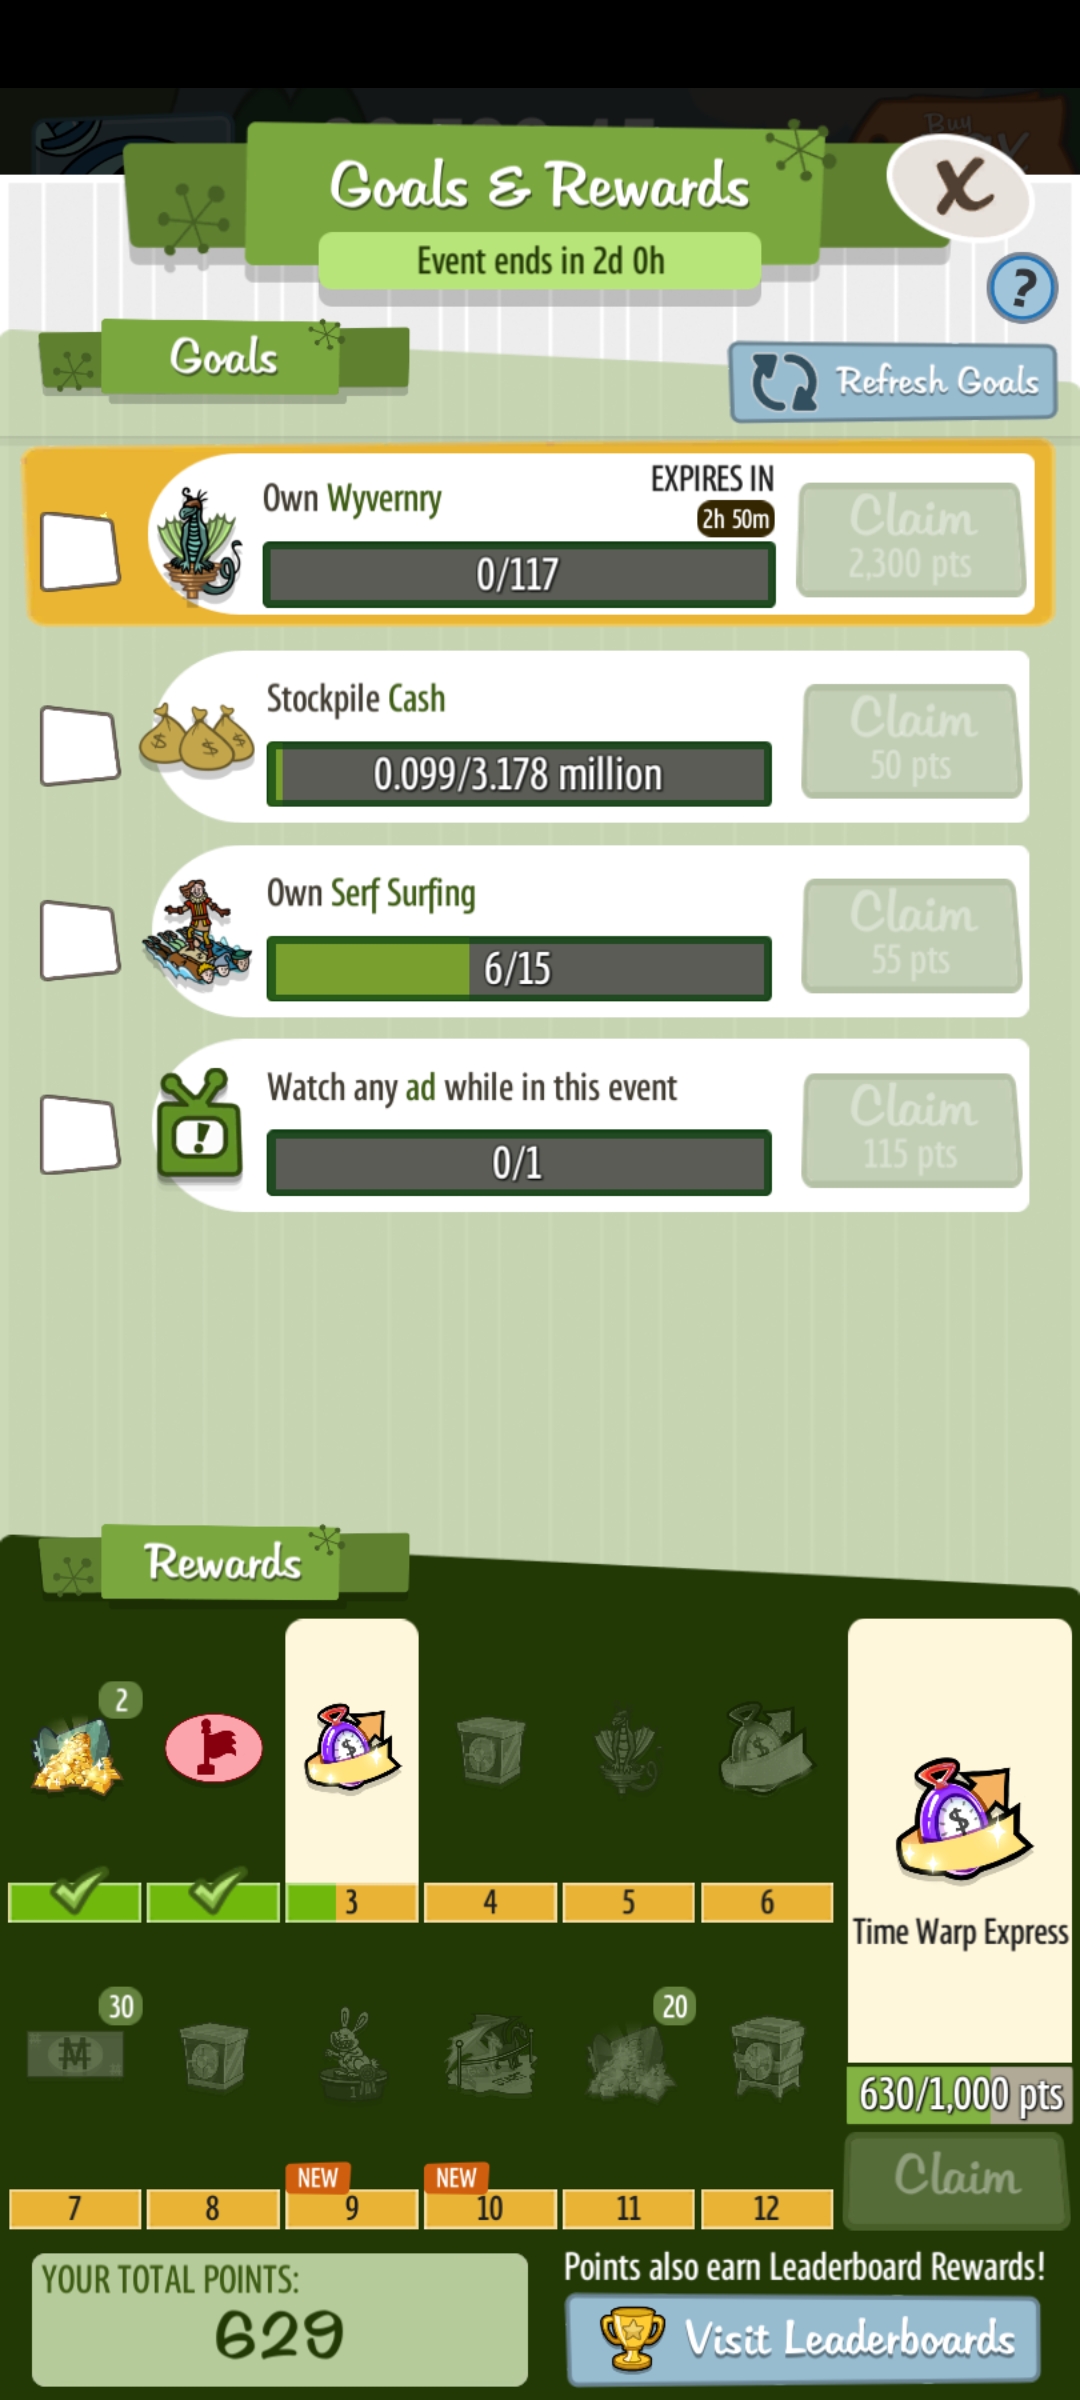 Buy
Goals & Rewards
X
Event ends in 2d 0h
?
Goals
Refresh Goals
Own Wyvernry
EXPIRES IN
2h 50m
0/117
Claim
2,300 pts
Stockpile Cash
0.099/3.178 million
Claim
50 pts
Own Serf Surfing
6/15
Claim
55 pts
Watch any ad while in this event
0/1
Claim
115 pts
Rewards
2
3
4
5
6
Time Warp Express
30
20
630/1,000 pts
NEW
NEW
7
8
9
10
11
12
Claim
YOUR TOTAL POINTS:
629
Points also earn Leaderboard Rewards!
Visit Leaderboards